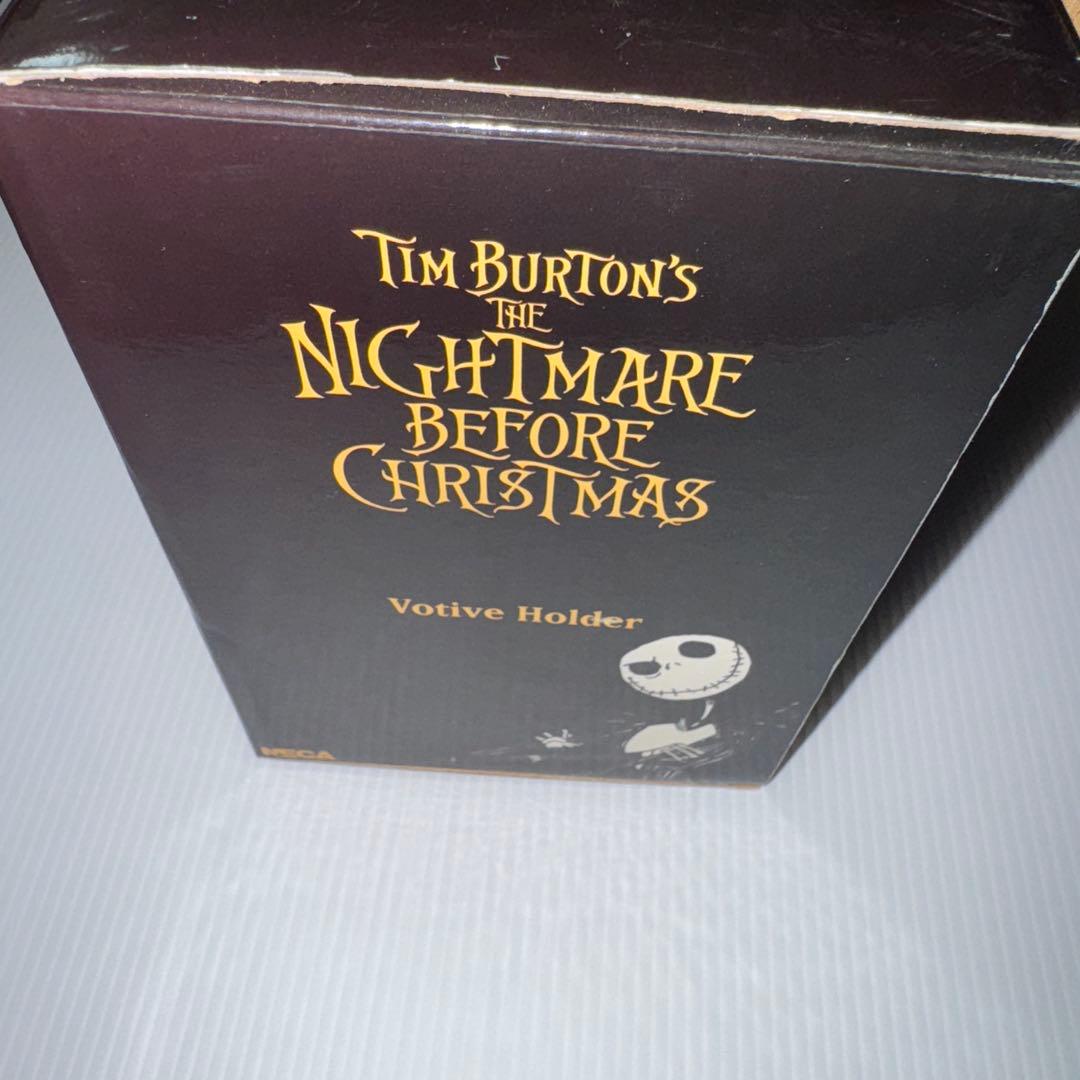 TIM BURTON'S
THE
NIGHTMARE
BEFORE
CHRISTMAS
Votive Holder
NECA